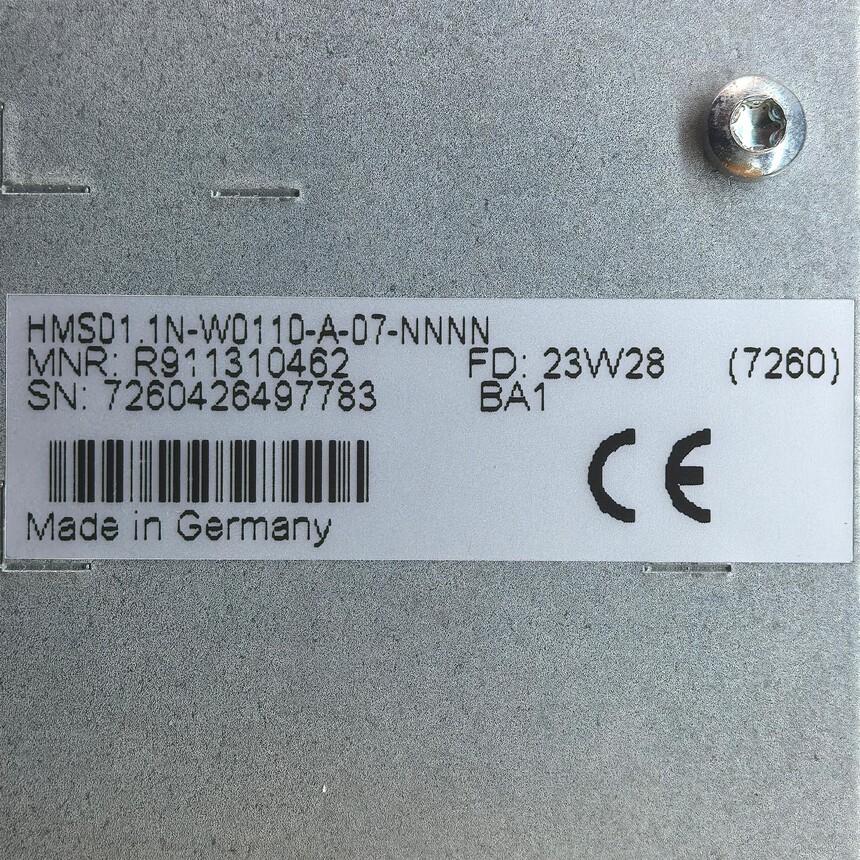 HMS01.1N-W0110-A-07-NNNN
MNR: R911310462 FD: 23W28 (7260)
SN: 7260426497783 BA1
CE
Made in Germany